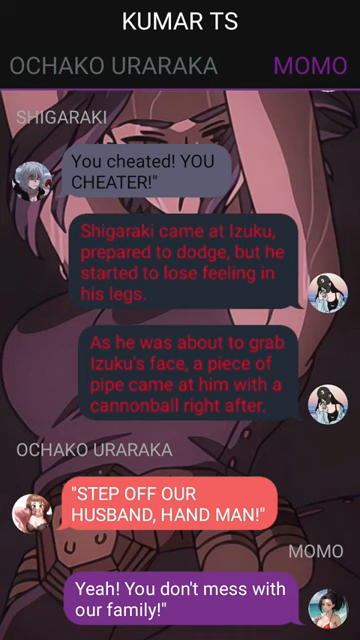 KUMAR TS
OCHAKO URARAKA
MOMO
SHIGARAKI
You cheated! YOU
CHEATER!"
Shigaraki came at Izuku,
prepared to dodge, but he
started to lose feeling in
his legs.
As he was about to grab
Izuku's face, a piece of
pipe came at him with a
cannonball right after.
OCHAKO URARAKA
"STEP OFF OUR
HUSBAND, HAND MAN!"
MOMO
Yeah! You don't mess with
our family!"